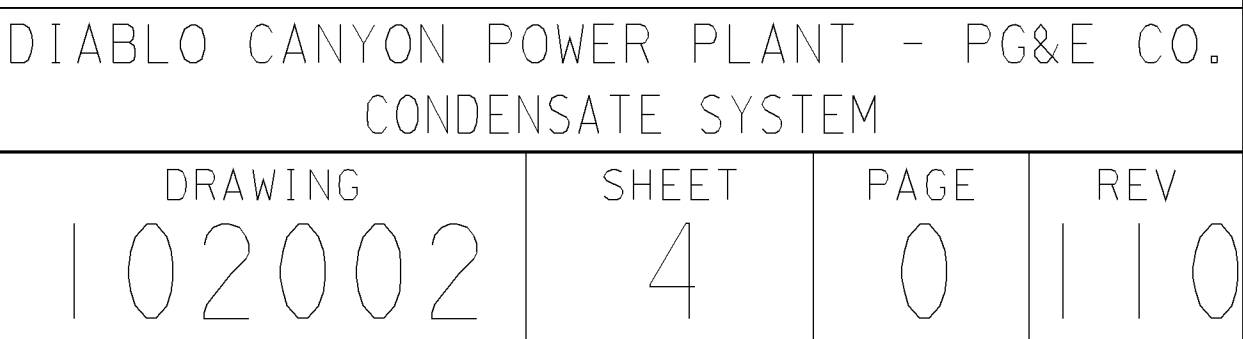 DIABLO CANYON POWER PLANT - PG&E CO.
CONDENSATE SYSTEM
DRAWING SHEET PAGE REV
102002 4 0 110